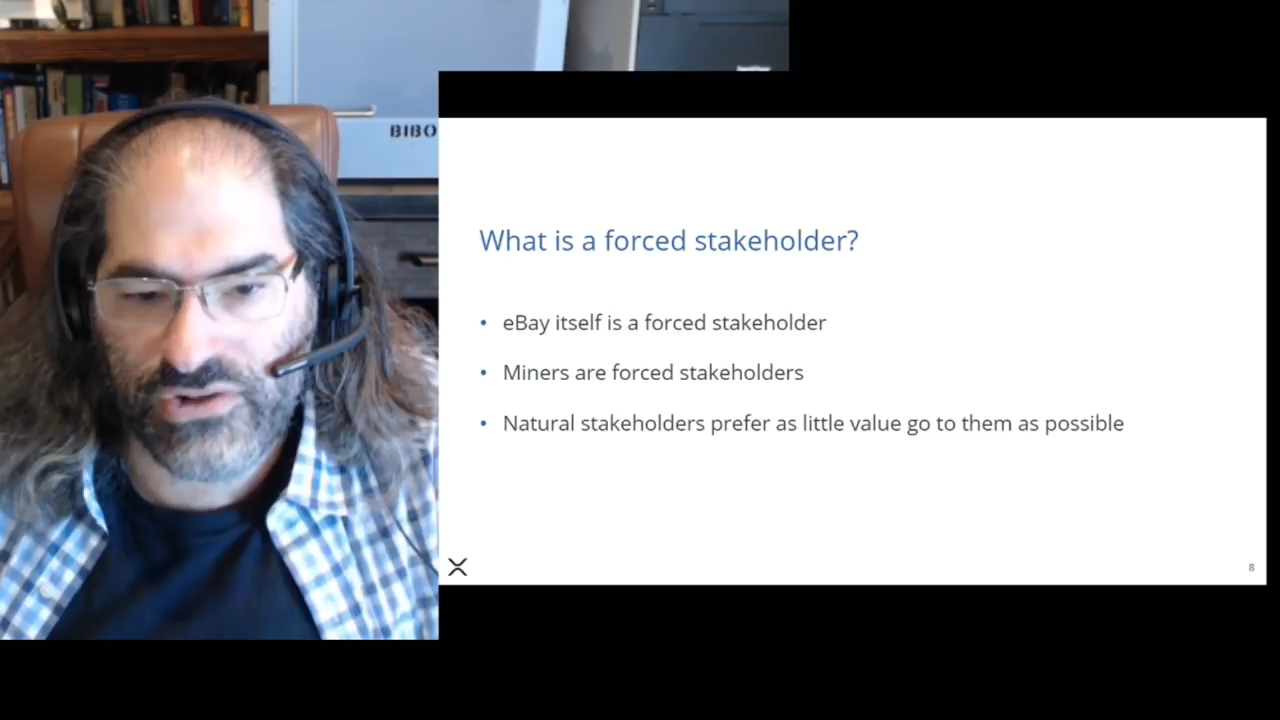 BIBO
What is a forced stakeholder?
• eBay itself is a forced stakeholder
• Miners are forced stakeholders
• Natural stakeholders prefer as little value go to them as possible
8